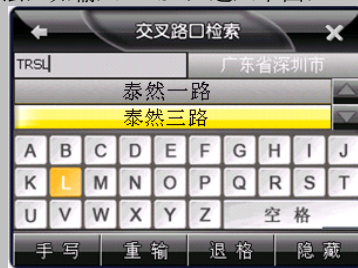 交叉路口检索
TRSL 广东省深圳市
泰然一路
泰然三路
A B C D E F G H I J
K L M N O P Q R S T
U V W X Y Z 空格
手写 重输 退格 隐藏